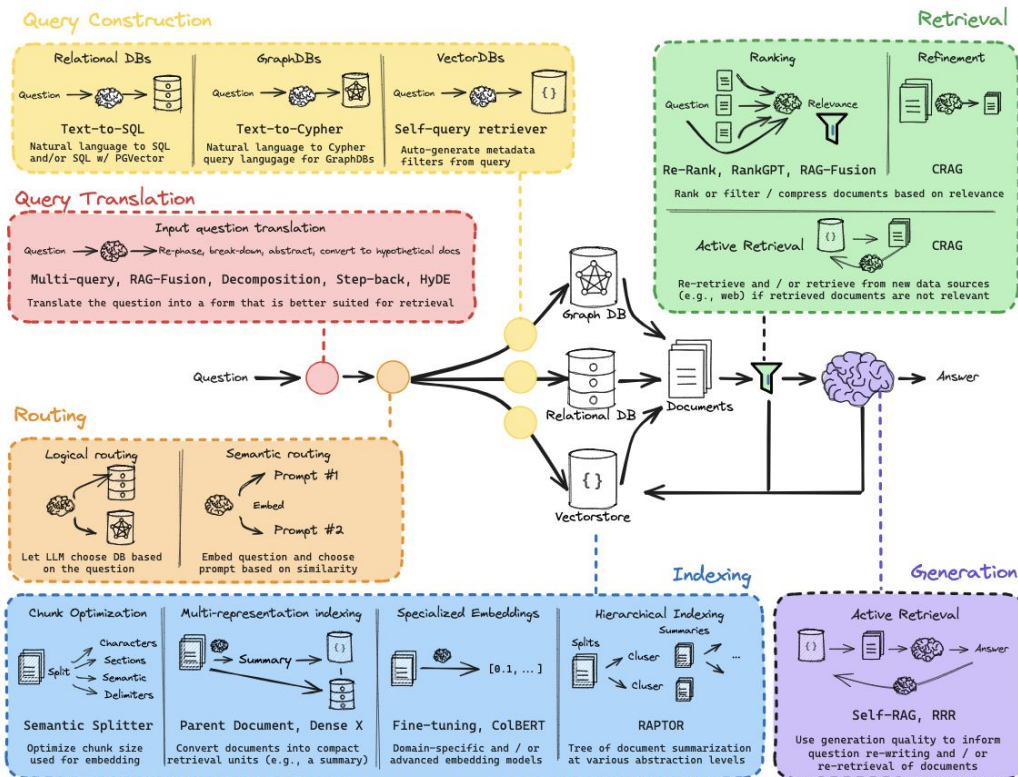 Query Construction
Relational DBs
Question
Text-to-SQL
Natural language to SQL
and/or SQL w/ PGVector
GraphDBs
Question
Text-to-Cypher
Natural language to Cypher
query langugage for GraphDBs
VectorDBs
Question
{}
Self-query retriever
Auto-generate metadata
filters from query
Retrieval
Ranking
Question
Relevance
Re-Rank, RankGPT, RAG-Fusion
Refinement
CRAG
Rank or filter / compress documents based on relevance
Active Retrieval
{}
CRAG
Re-retrieve and / or retrieve from new data sources
(e.g., web) if retrieved documents are not relevant
Query Translation
Input question translation
Question
Re-phase, break-down, abstract, convert to hypothetical docs
Multi-query, RAG-Fusion, Decomposition, Step-back, HyDE
Translate the question into a form that is better suited for retrieval
Question
Graph DB
Relational DB
{}
Vectorstore
Documents
Answer
Routing
Logical routing
Let LLM choose DB based
on the question
Semantic routing
Prompt #1
Embed
Prompt #2
Embed question and choose
prompt based on similarity
Indexing
Chunk Optimization
Split
Characters
Sections
Semantic
Delimiters
Semantic Splitter
Optimize chunk size
used for embedding
Multi-representation indexing
Summary
{}
Parent Document, Dense X
Convert documents into compact
retrieval units (e.g., a summary)
Specialized Embeddings
[0.1, ...]
Fine-tuning, ColBERT
Domain-specific and / or
advanced embedding models
Hierarchical Indexing
Splits
Summaries
Cluser
Cluser
...
RAPTOR
Tree of document summarization
at various abstraction levels
Generation
Active Retrieval
{}
Answer
Self-RAG, RRR
Use generation quality to inform
question re-writing and / or
re-retrieval of documents